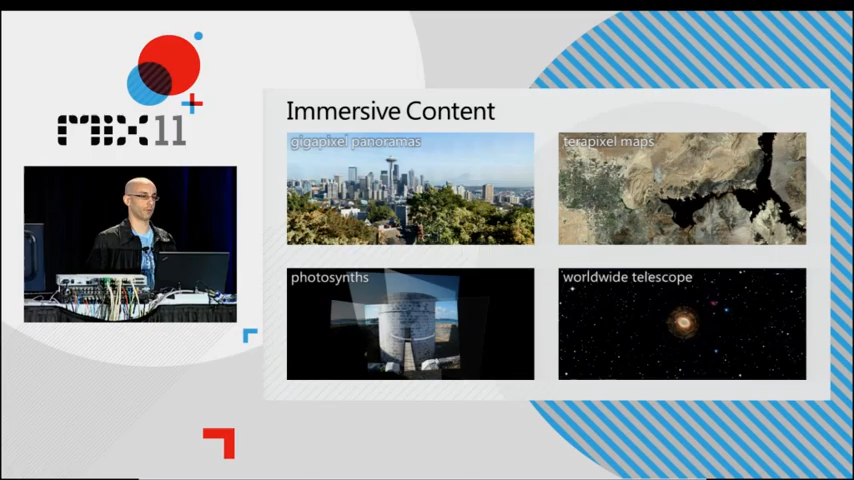 MIX11
Immersive Content
gigapixel panoramas
terapixel maps
photosynths
worldwide telescope